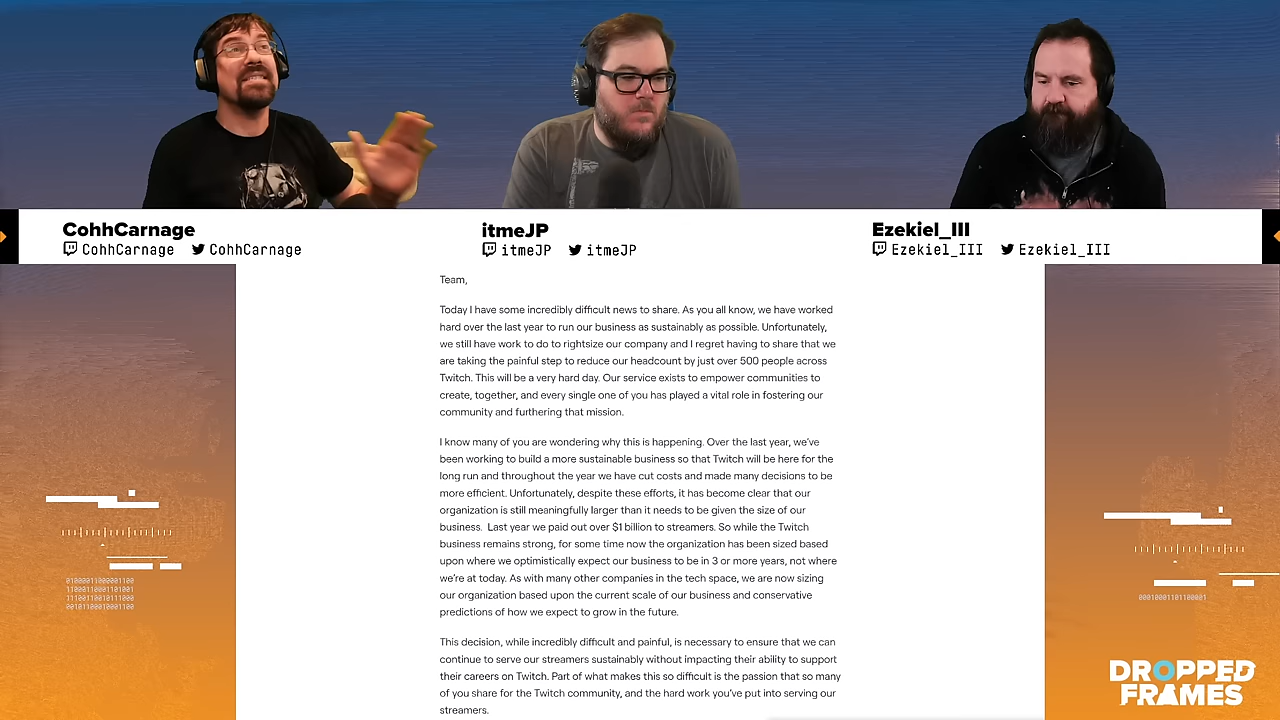 CohhCarnage
CohhCarnage CohhCarnage
itmeJP
itmeJP itmeJP
Ezekiel_III
Ezekiel_III Ezekiel_III
Team,
Today I have some incredibly difficult news to share. As you all know, we have worked
hard over the last year to run our business as sustainably as possible. Unfortunately,
we still have work to do to rightsize our company and I regret having to share that we
are taking the painful step to reduce our headcount by just over 500 people across
Twitch. This will be a very hard day. Our service exists to empower communities to
create, together, and every single one of you has played a vital role in fostering our
community and furthering that mission.
I know many of you are wondering why this is happening. Over the last year, we've
been working to build a more sustainable business so that Twitch will be here for the
long run and throughout the year we have cut costs and made many decisions to be
more efficient. Unfortunately, despite these efforts, it has become clear that our
organization is still meaningfully larger than it needs to be given the size of our
business. Last year we paid out over $1 billion to streamers. So while the Twitch
business remains strong, for some time now the organization has been sized based
upon where we optimistically expect our business to be in 3 or more years, not where
we're at today. As with many other companies in the tech space, we are now sizing
our organization based upon the current scale of our business and conservative
predictions of how we expect to grow in the future.
This decision, while incredibly difficult and painful, is necessary to ensure that we can
continue to serve our streamers sustainably without impacting their ability to support
their careers on Twitch. Part of what makes this so difficult is the passion that so many
of you share for the Twitch community, and the hard work you've put into serving our
streamers.
DROPPED
FRAMES